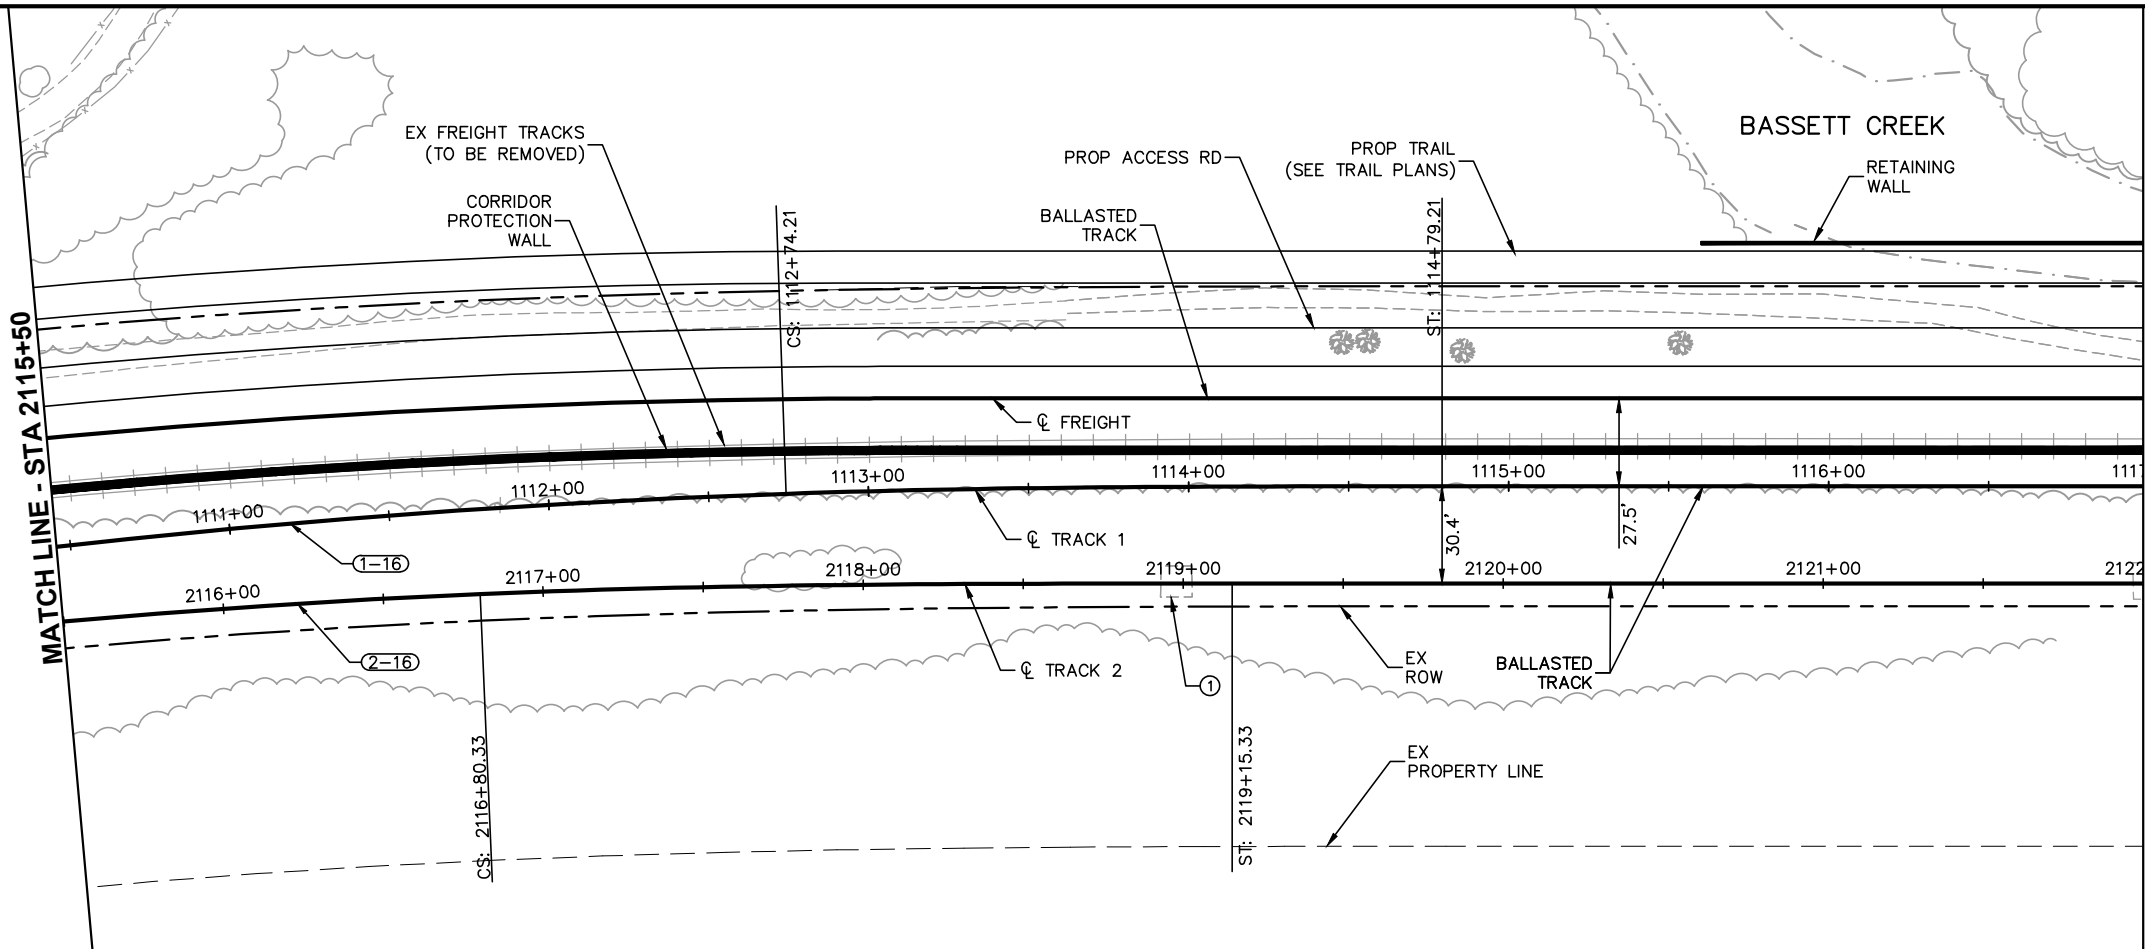 BASSETT CREEK
EX FREIGHT TRACKS
(TO BE REMOVED)
CORRIDOR
PROTECTION
WALL
CS: 1112+74.21
PROP ACCESS RD
BALLASTED
TRACK
PROP TRAIL
(SEE TRAIL PLANS)
ST: 1114+79.21
RETAINING
WALL
MATCH LINE - STA 2115+50
℄ FREIGHT
1111+00
1112+00
1113+00
1114+00
1115+00
1116+00
1117
1-16
℄ TRACK 1
30.4'
27.5'
2116+00
2117+00
2118+00
2119+00
2120+00
2121+00
2122
2-16
℄ TRACK 2
1
EX
ROW
BALLASTED
TRACK
CS: 2116+80.33
ST: 2119+15.33
EX
PROPERTY LINE